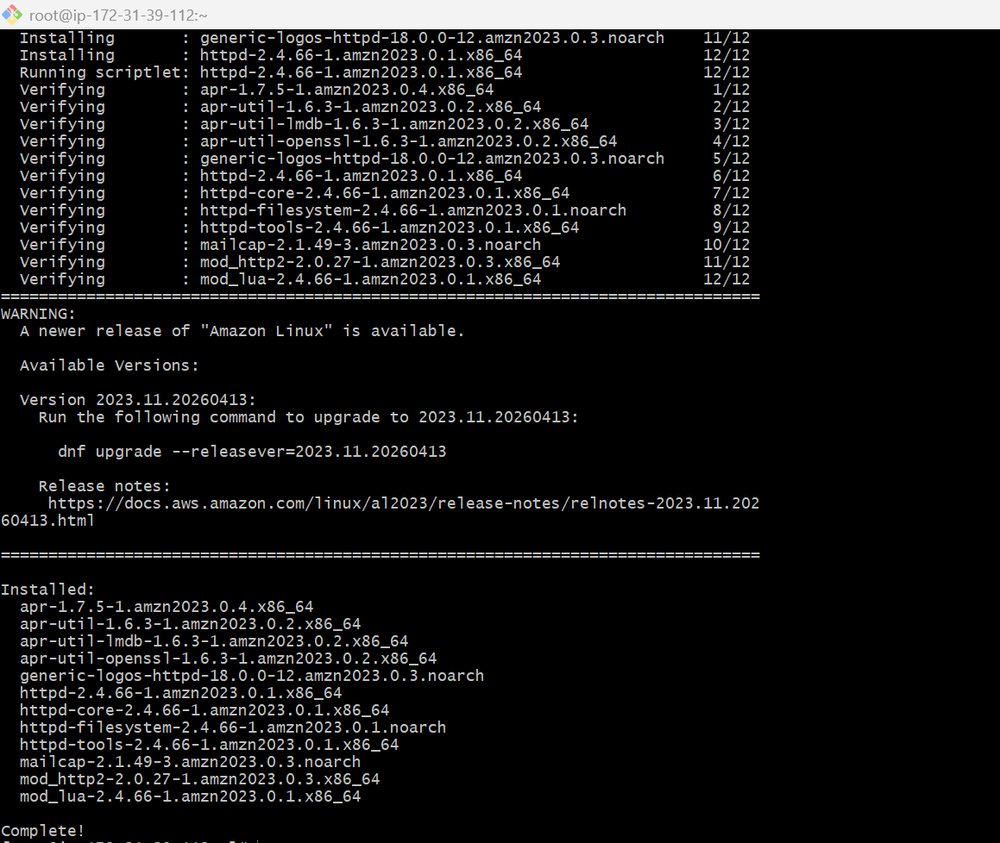 root@ip-172-31-39-112:~
Installing : generic-logos-httpd-18.0.0-12.amzn2023.0.3.noarch 11/12
Installing : httpd-2.4.66-1.amzn2023.0.1.x86_64 12/12
Running scriptlet: httpd-2.4.66-1.amzn2023.0.1.x86_64 12/12
Verifying : apr-1.7.5-1.amzn2023.0.4.x86_64 1/12
Verifying : apr-util-1.6.3-1.amzn2023.0.2.x86_64 2/12
Verifying : apr-util-lmdb-1.6.3-1.amzn2023.0.2.x86_64 3/12
Verifying : apr-util-openssl-1.6.3-1.amzn2023.0.2.x86_64 4/12
Verifying : generic-logos-httpd-18.0.0-12.amzn2023.0.3.noarch 5/12
Verifying : httpd-2.4.66-1.amzn2023.0.1.x86_64 6/12
Verifying : httpd-core-2.4.66-1.amzn2023.0.1.x86_64 7/12
Verifying : httpd-filesystem-2.4.66-1.amzn2023.0.1.noarch 8/12
Verifying : httpd-tools-2.4.66-1.amzn2023.0.1.x86_64 9/12
Verifying : mailcap-2.1.49-3.amzn2023.0.3.noarch 10/12
Verifying : mod_http2-2.0.27-1.amzn2023.0.3.x86_64 11/12
Verifying : mod_lua-2.4.66-1.amzn2023.0.1.x86_64 12/12
================================================================================
WARNING:
A newer release of "Amazon Linux" is available.
Available Versions:
Version 2023.11.20260413:
Run the following command to upgrade to 2023.11.20260413:
dnf upgrade --releasever=2023.11.20260413
Release notes:
https://docs.aws.amazon.com/linux/al2023/release-notes/relnotes-2023.11.202
60413.html
================================================================================
Installed:
apr-1.7.5-1.amzn2023.0.4.x86_64
apr-util-1.6.3-1.amzn2023.0.2.x86_64
apr-util-lmdb-1.6.3-1.amzn2023.0.2.x86_64
apr-util-openssl-1.6.3-1.amzn2023.0.2.x86_64
generic-logos-httpd-18.0.0-12.amzn2023.0.3.noarch
httpd-2.4.66-1.amzn2023.0.1.x86_64
httpd-core-2.4.66-1.amzn2023.0.1.x86_64
httpd-filesystem-2.4.66-1.amzn2023.0.1.noarch
httpd-tools-2.4.66-1.amzn2023.0.1.x86_64
mailcap-2.1.49-3.amzn2023.0.3.noarch
mod_http2-2.0.27-1.amzn2023.0.3.x86_64
mod_lua-2.4.66-1.amzn2023.0.1.x86_64
Complete!